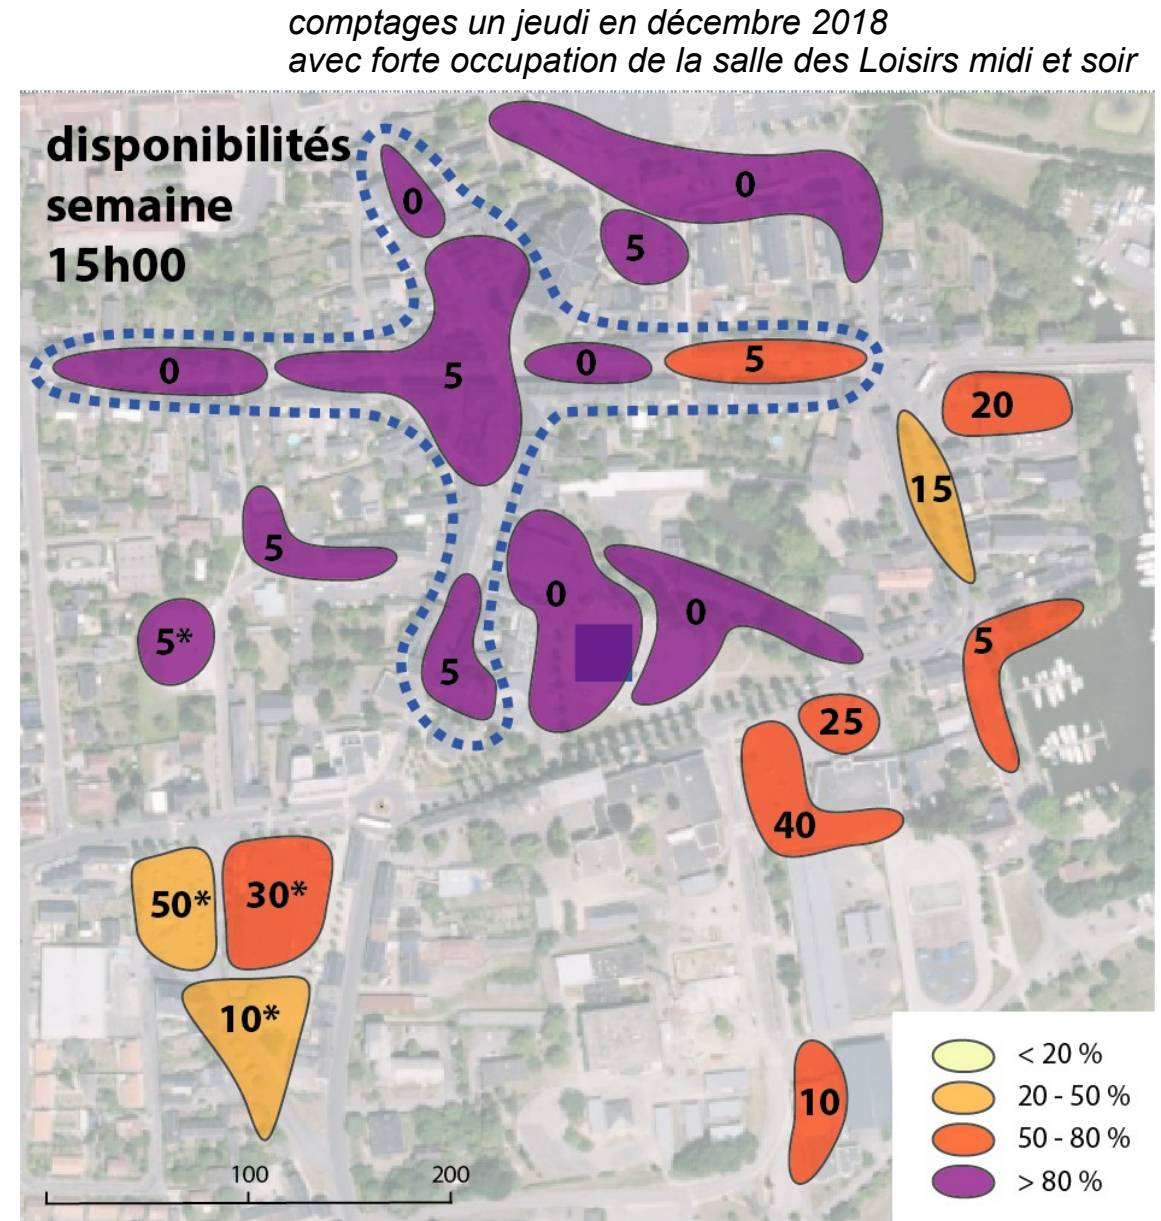 comptages un jeudi en décembre 2018
avec forte occupation de la salle des Loisirs midi et soir
disponibilités
semaine
15h00
0
0
5
0
5
0
5
20
15
5
0
0
5
5*
5
25
40
50*
30*
10*
10
< 20 %
20 - 50 %
50 - 80 %
> 80 %
100
200